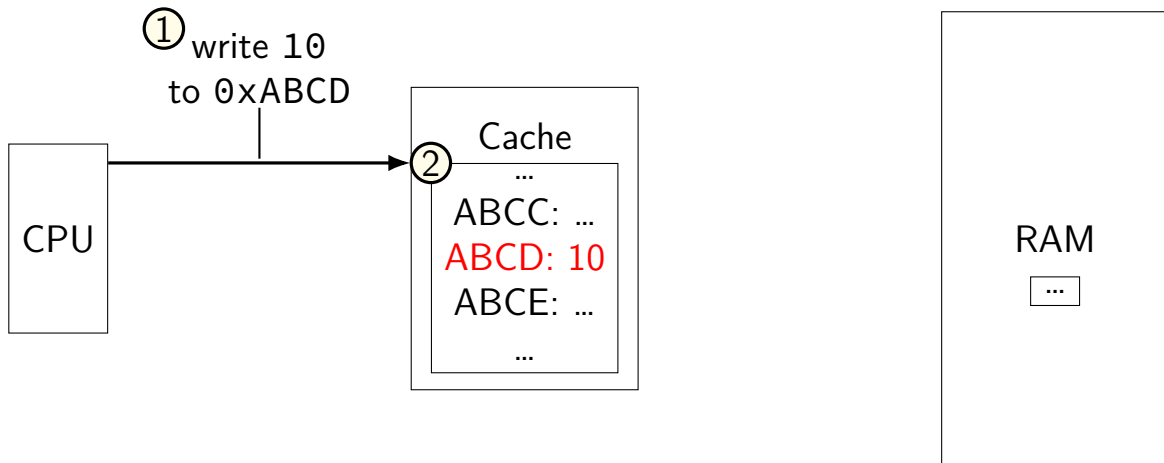 1
write 10
to 0xABCD
CPU
Cache
2
...
ABCC: ...
ABCD: 10
ABCE: ...
...
RAM
...